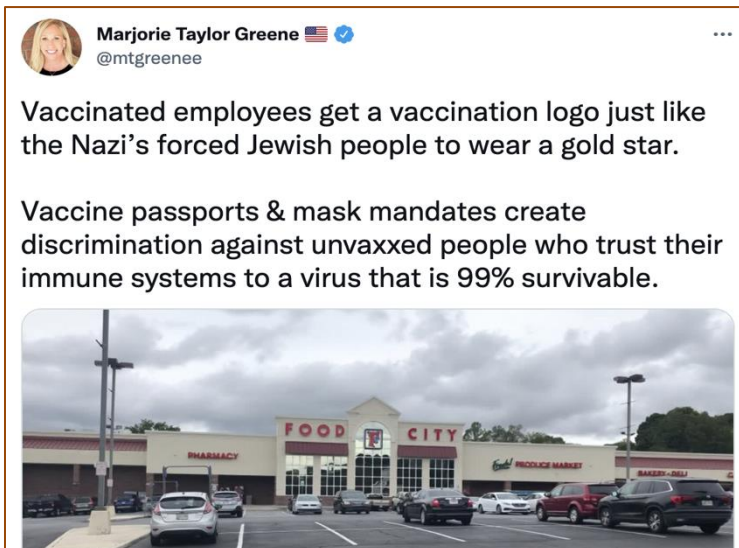 Marjorie Taylor Greene
@mtgreenee
Vaccinated employees get a vaccination logo just like
the Nazi’s forced Jewish people to wear a gold star.
Vaccine passports & mask mandates create
discrimination against unvaxxed people who trust their
immune systems to a virus that is 99% survivable.
FOOD CITY
PHARMACY
Fresh! PRODUCE MARKET
BAKERY-DELI